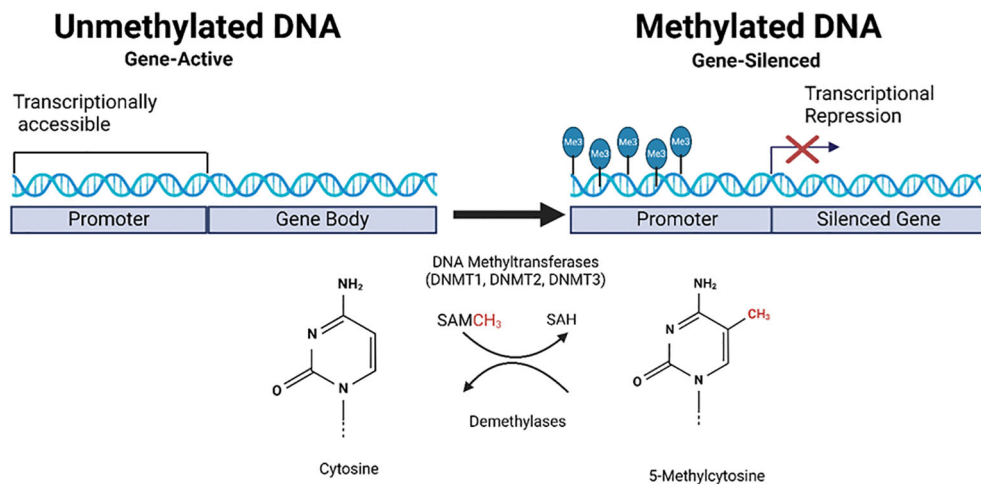 Unmethylated DNA
Gene-Active
Transcriptionally
accessible
Promoter
Gene Body
Methylated DNA
Gene-Silenced
Transcriptional
Repression
Me3
Me3
Me3
Me3
Me3
Promoter
Silenced Gene
DNA Methyltransferases
(DNMT1, DNMT2, DNMT3)
SAMCH₃
SAH
Demethylases
NH₂
N
O
N
Cytosine
NH₂
CH₃
N
O
N
5-Methylcytosine